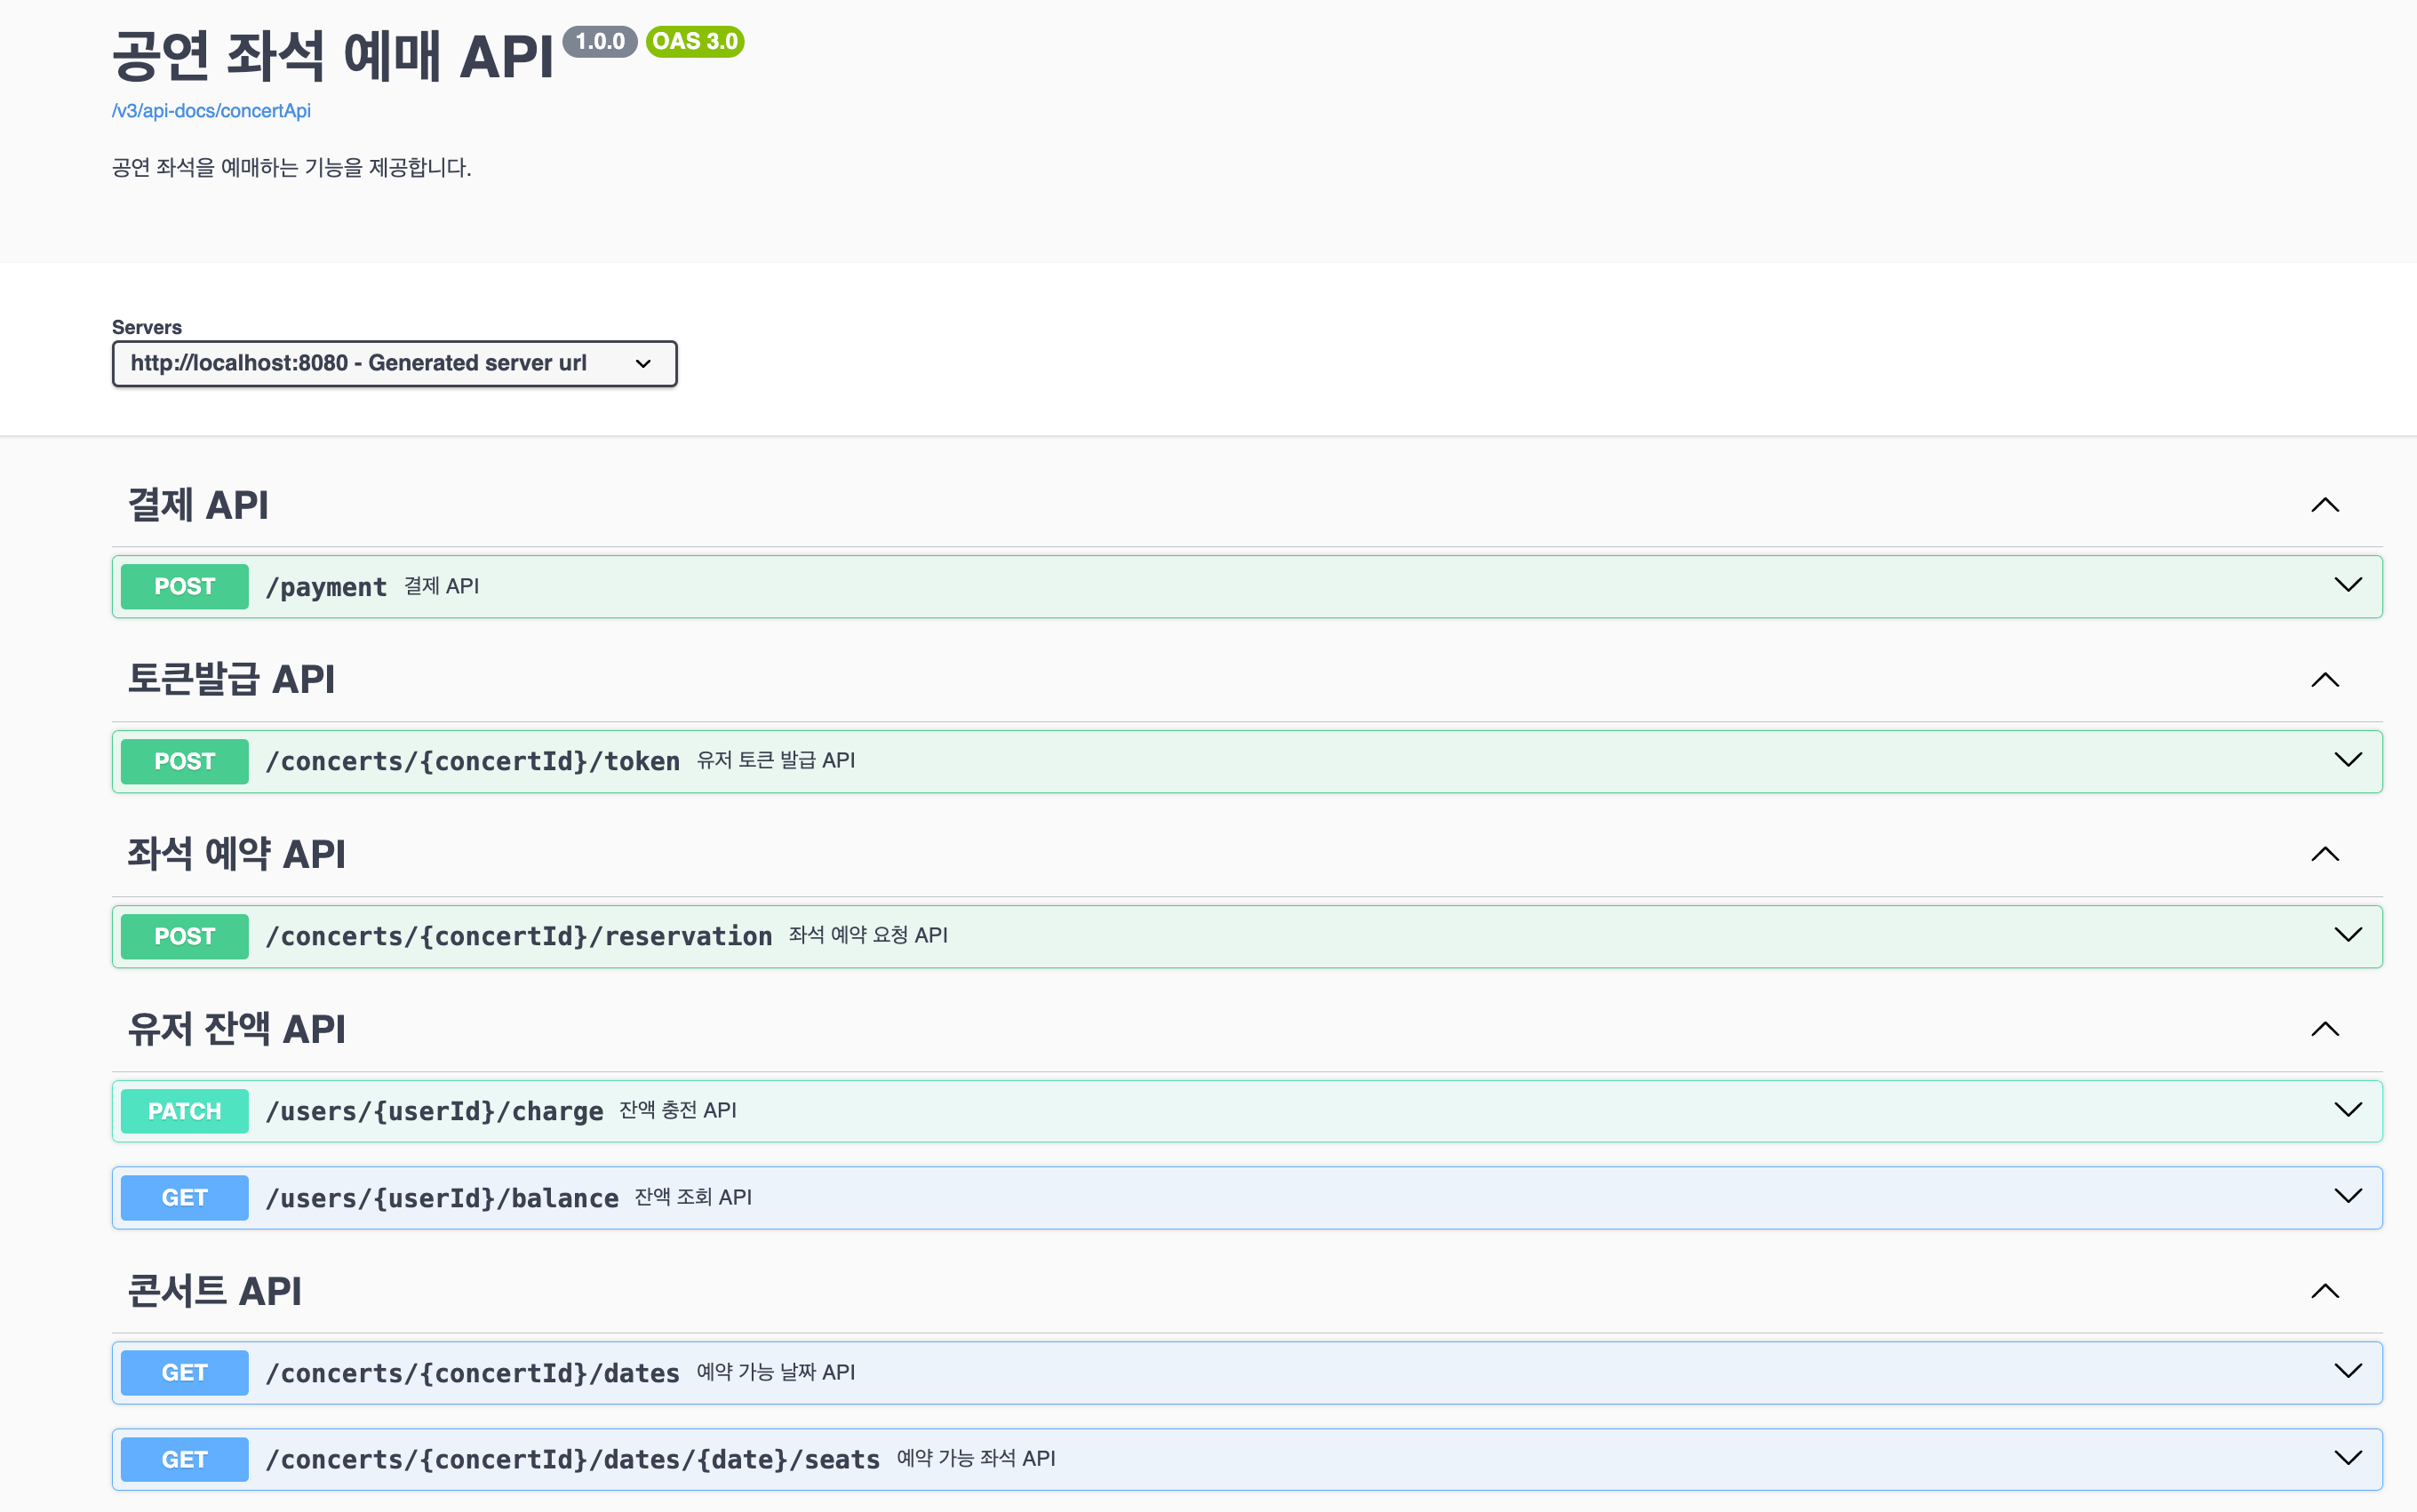 공연 좌석 예매 API 1.0.0 OAS 3.0
/v3/api-docs/concertApi
공연 좌석을 예매하는 기능을 제공합니다.
Servers
http://localhost:8080 - Generated server url
결제 API
POST /payment 결제 API
토큰발급 API
POST /concerts/{concertId}/token 유저 토큰 발급 API
좌석 예약 API
POST /concerts/{concertId}/reservation 좌석 예약 요청 API
유저 잔액 API
PATCH /users/{userId}/charge 잔액 충전 API
GET /users/{userId}/balance 잔액 조회 API
콘서트 API
GET /concerts/{concertId}/dates 예약 가능 날짜 API
GET /concerts/{concertId}/dates/{date}/seats 예약 가능 좌석 API